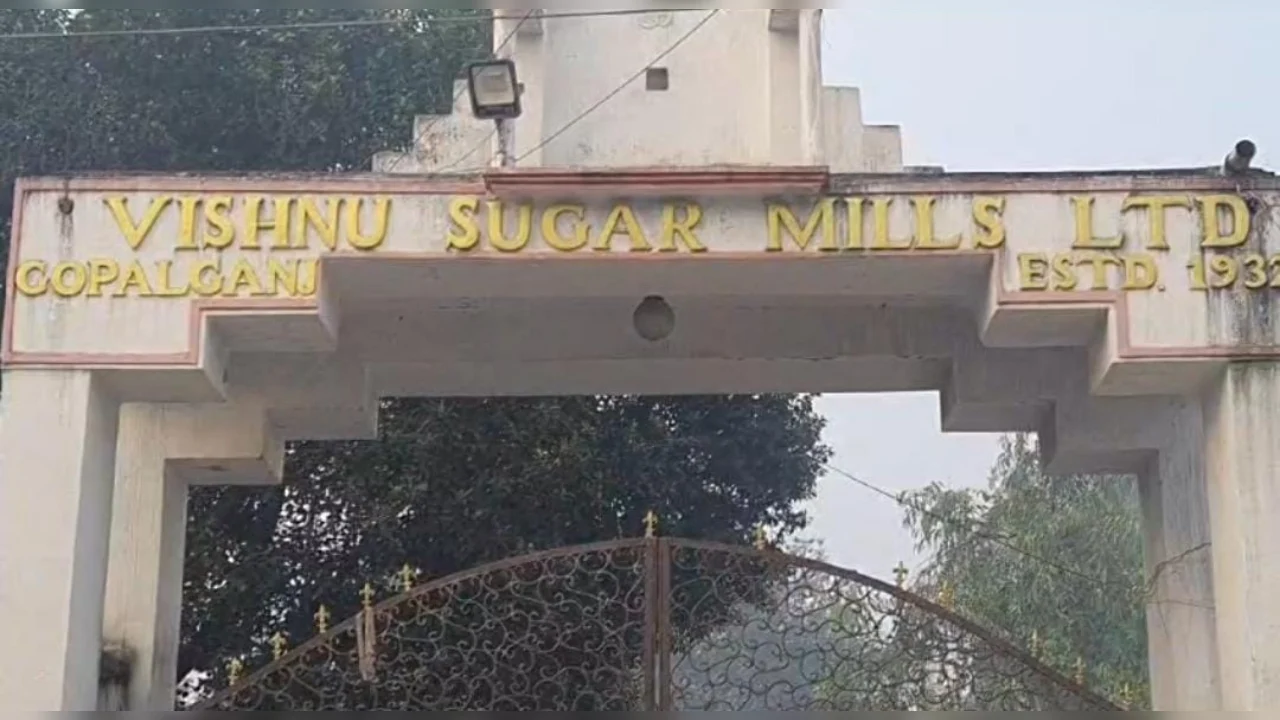 VISHNU SUGAR MILLS LTD
GOPALGANJ ESTD. 1932